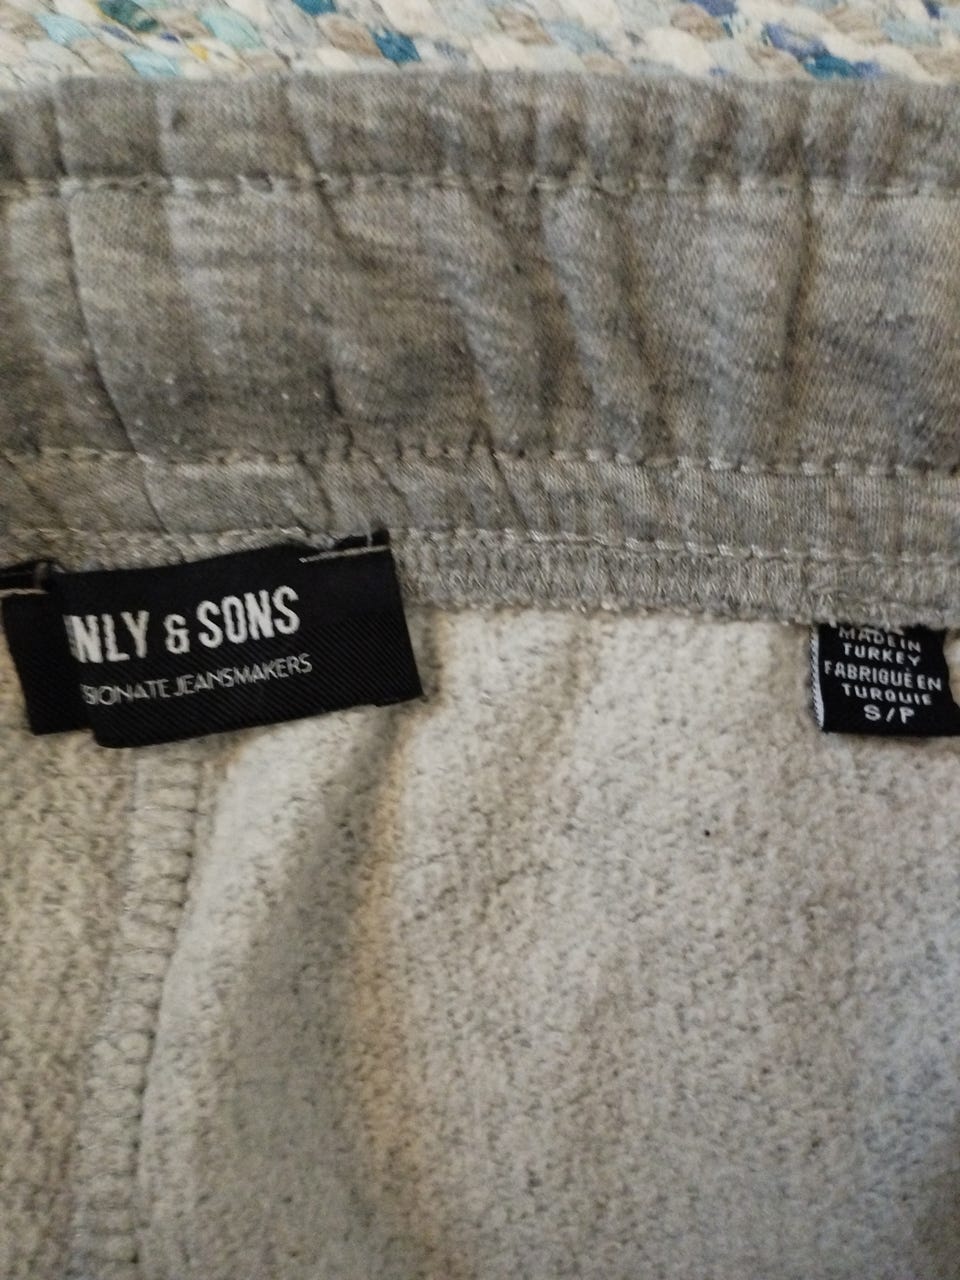 NLY & SONS
SIONATE JEANSMAKERS
MADE IN
TURKEY
FABRIQUÉ EN
TURQUIE
S/P